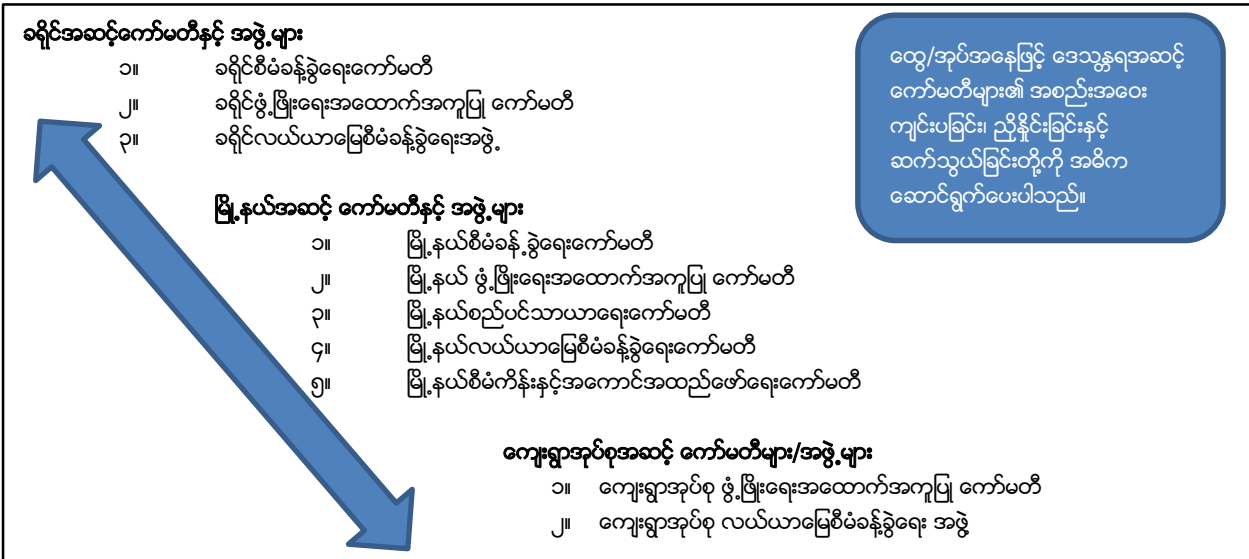 ခရိုင်အဆင့်ကော်မတီနှင့် အဖွဲ့များ
၁။ ခရိုင်စီမံခန့်ခွဲရေးကော်မတီ
၂။ ခရိုင်ဖွံ့ဖြိုးရေးအထောက်အကူပြု ကော်မတီ
၃။ ခရိုင်လယ်ယာမြေစီမံခန့်ခွဲရေးအဖွဲ့
မြို့နယ်အဆင့် ကော်မတီနှင့် အဖွဲ့များ
၁။ မြို့နယ်စီမံခန့်ခွဲရေးကော်မတီ
၂။ မြို့နယ် ဖွံ့ဖြိုးရေးအထောက်အကူပြု ကော်မတီ
၃။ မြို့နယ်စည်ပင်သာယာရေးကော်မတီ
၄။ မြို့နယ်လယ်ယာမြေစီမံခန့်ခွဲရေးကော်မတီ
၅။ မြို့နယ်စီမံကိန်းနှင့်အကောင်အထည်ဖော်ရေးကော်မတီ
ကျေးရွာအုပ်စုအဆင့် ကော်မတီများ/အဖွဲ့များ
၁။ ကျေးရွာအုပ်စု ဖွံ့ဖြိုးရေးအထောက်အကူပြု ကော်မတီ
၂။ ကျေးရွာအုပ်စု လယ်ယာမြေစီမံခန့်ခွဲရေး အဖွဲ့
ထွေ/အုပ်အနေဖြင့် ဒေသန္တရအဆင့်
ကော်မတီများ၏ အစည်းအဝေး
ကျင်းပခြင်း၊ ညှိနှိုင်းခြင်းနှင့်
ဆက်သွယ်ခြင်းတို့ကို အဓိက
ဆောင်ရွက်ပေးပါသည်။